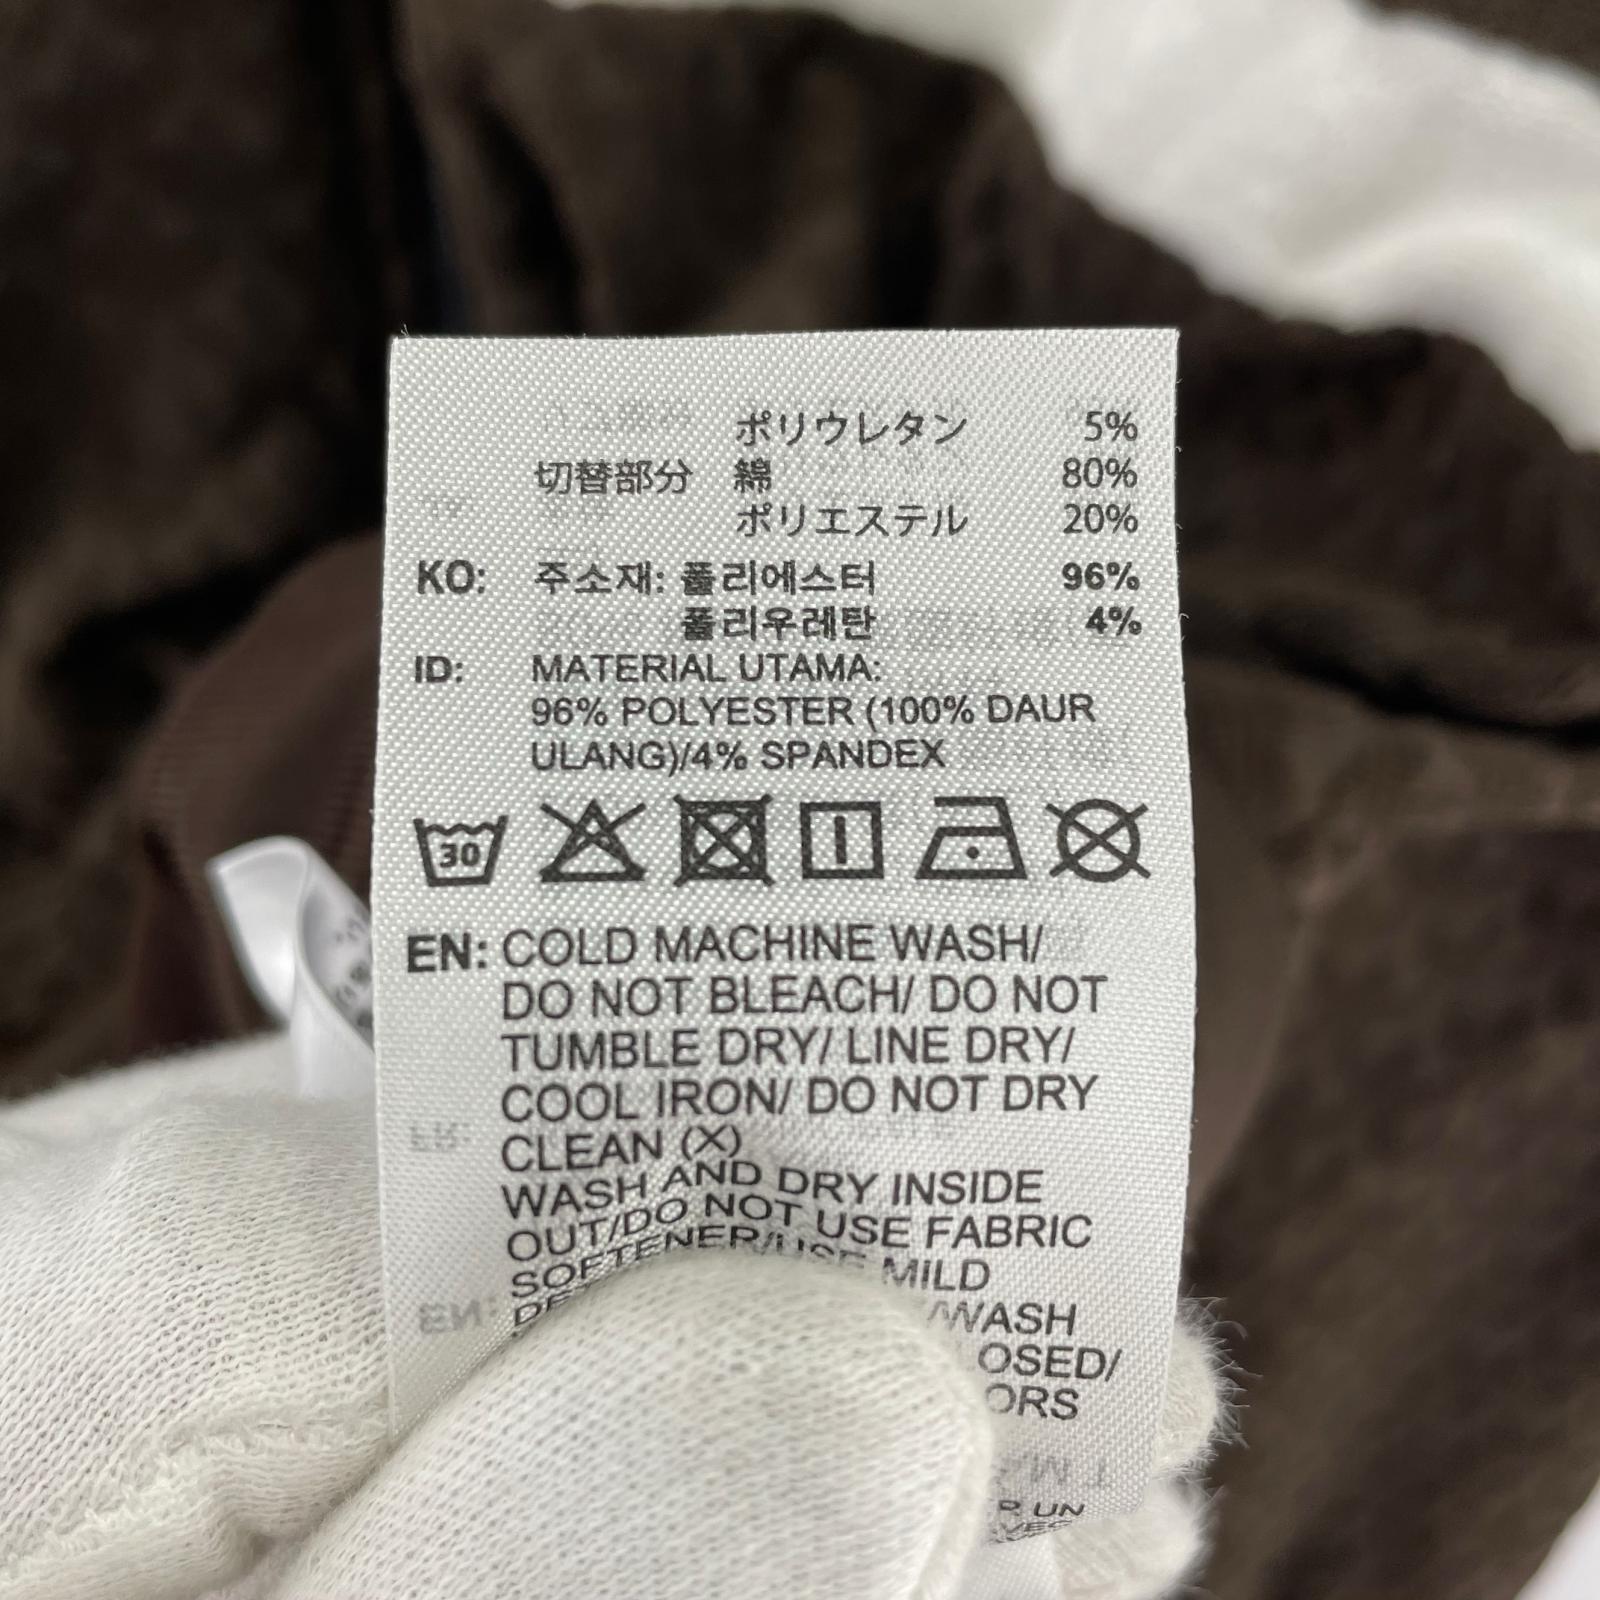 ポリウレタン 5%
切替部分 綿 80%
ポリエステル 20%
KO: 주소재: 폴리에스터 96%
폴리우레탄 4%
ID: MATERIAL UTAMA:
96% POLYESTER (100% DAUR
ULANG)/4% SPANDEX
30
EN: COLD MACHINE WASH/
DO NOT BLEACH/ DO NOT
TUMBLE DRY/ LINE DRY/
COOL IRON/ DO NOT DRY
CLEAN (X)
WASH AND DRY INSIDE
OUT/DO NOT USE FABRIC
SOFTENER/USE MILD
WASH
UN